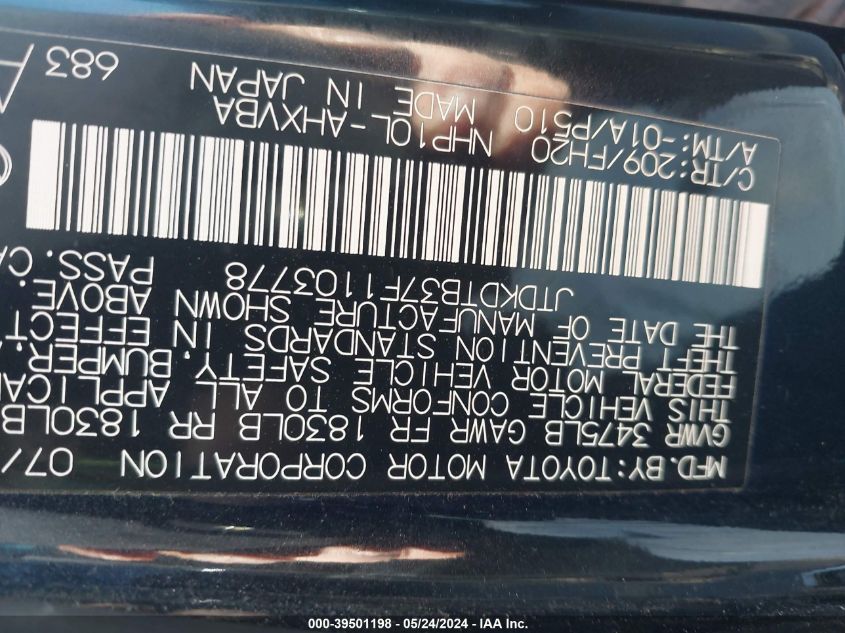 MFD.BY:TOYOTA MOTOR CORPORATION 07/
GVWR 3475LB GAWR FR 1830LB RR 1830LB
THIS VEHICLE CONFORMS TO ALL APPLICA
FEDERAL MOTOR VEHICLE SAFETY, BUMPER,
THEFT PREVENTION STANDARDS IN EFFECT
THE DATE OF MANUFACTURE SHOWN ABOVE.
JTDKDTB37F1103778 PASS. CA
C/TR:209/FH20 NHP10L-AHXVBA
A/TM:-01A/P510 MADE IN JAPAN 683
000-39501198 - 05/24/2024 - IAA Inc.